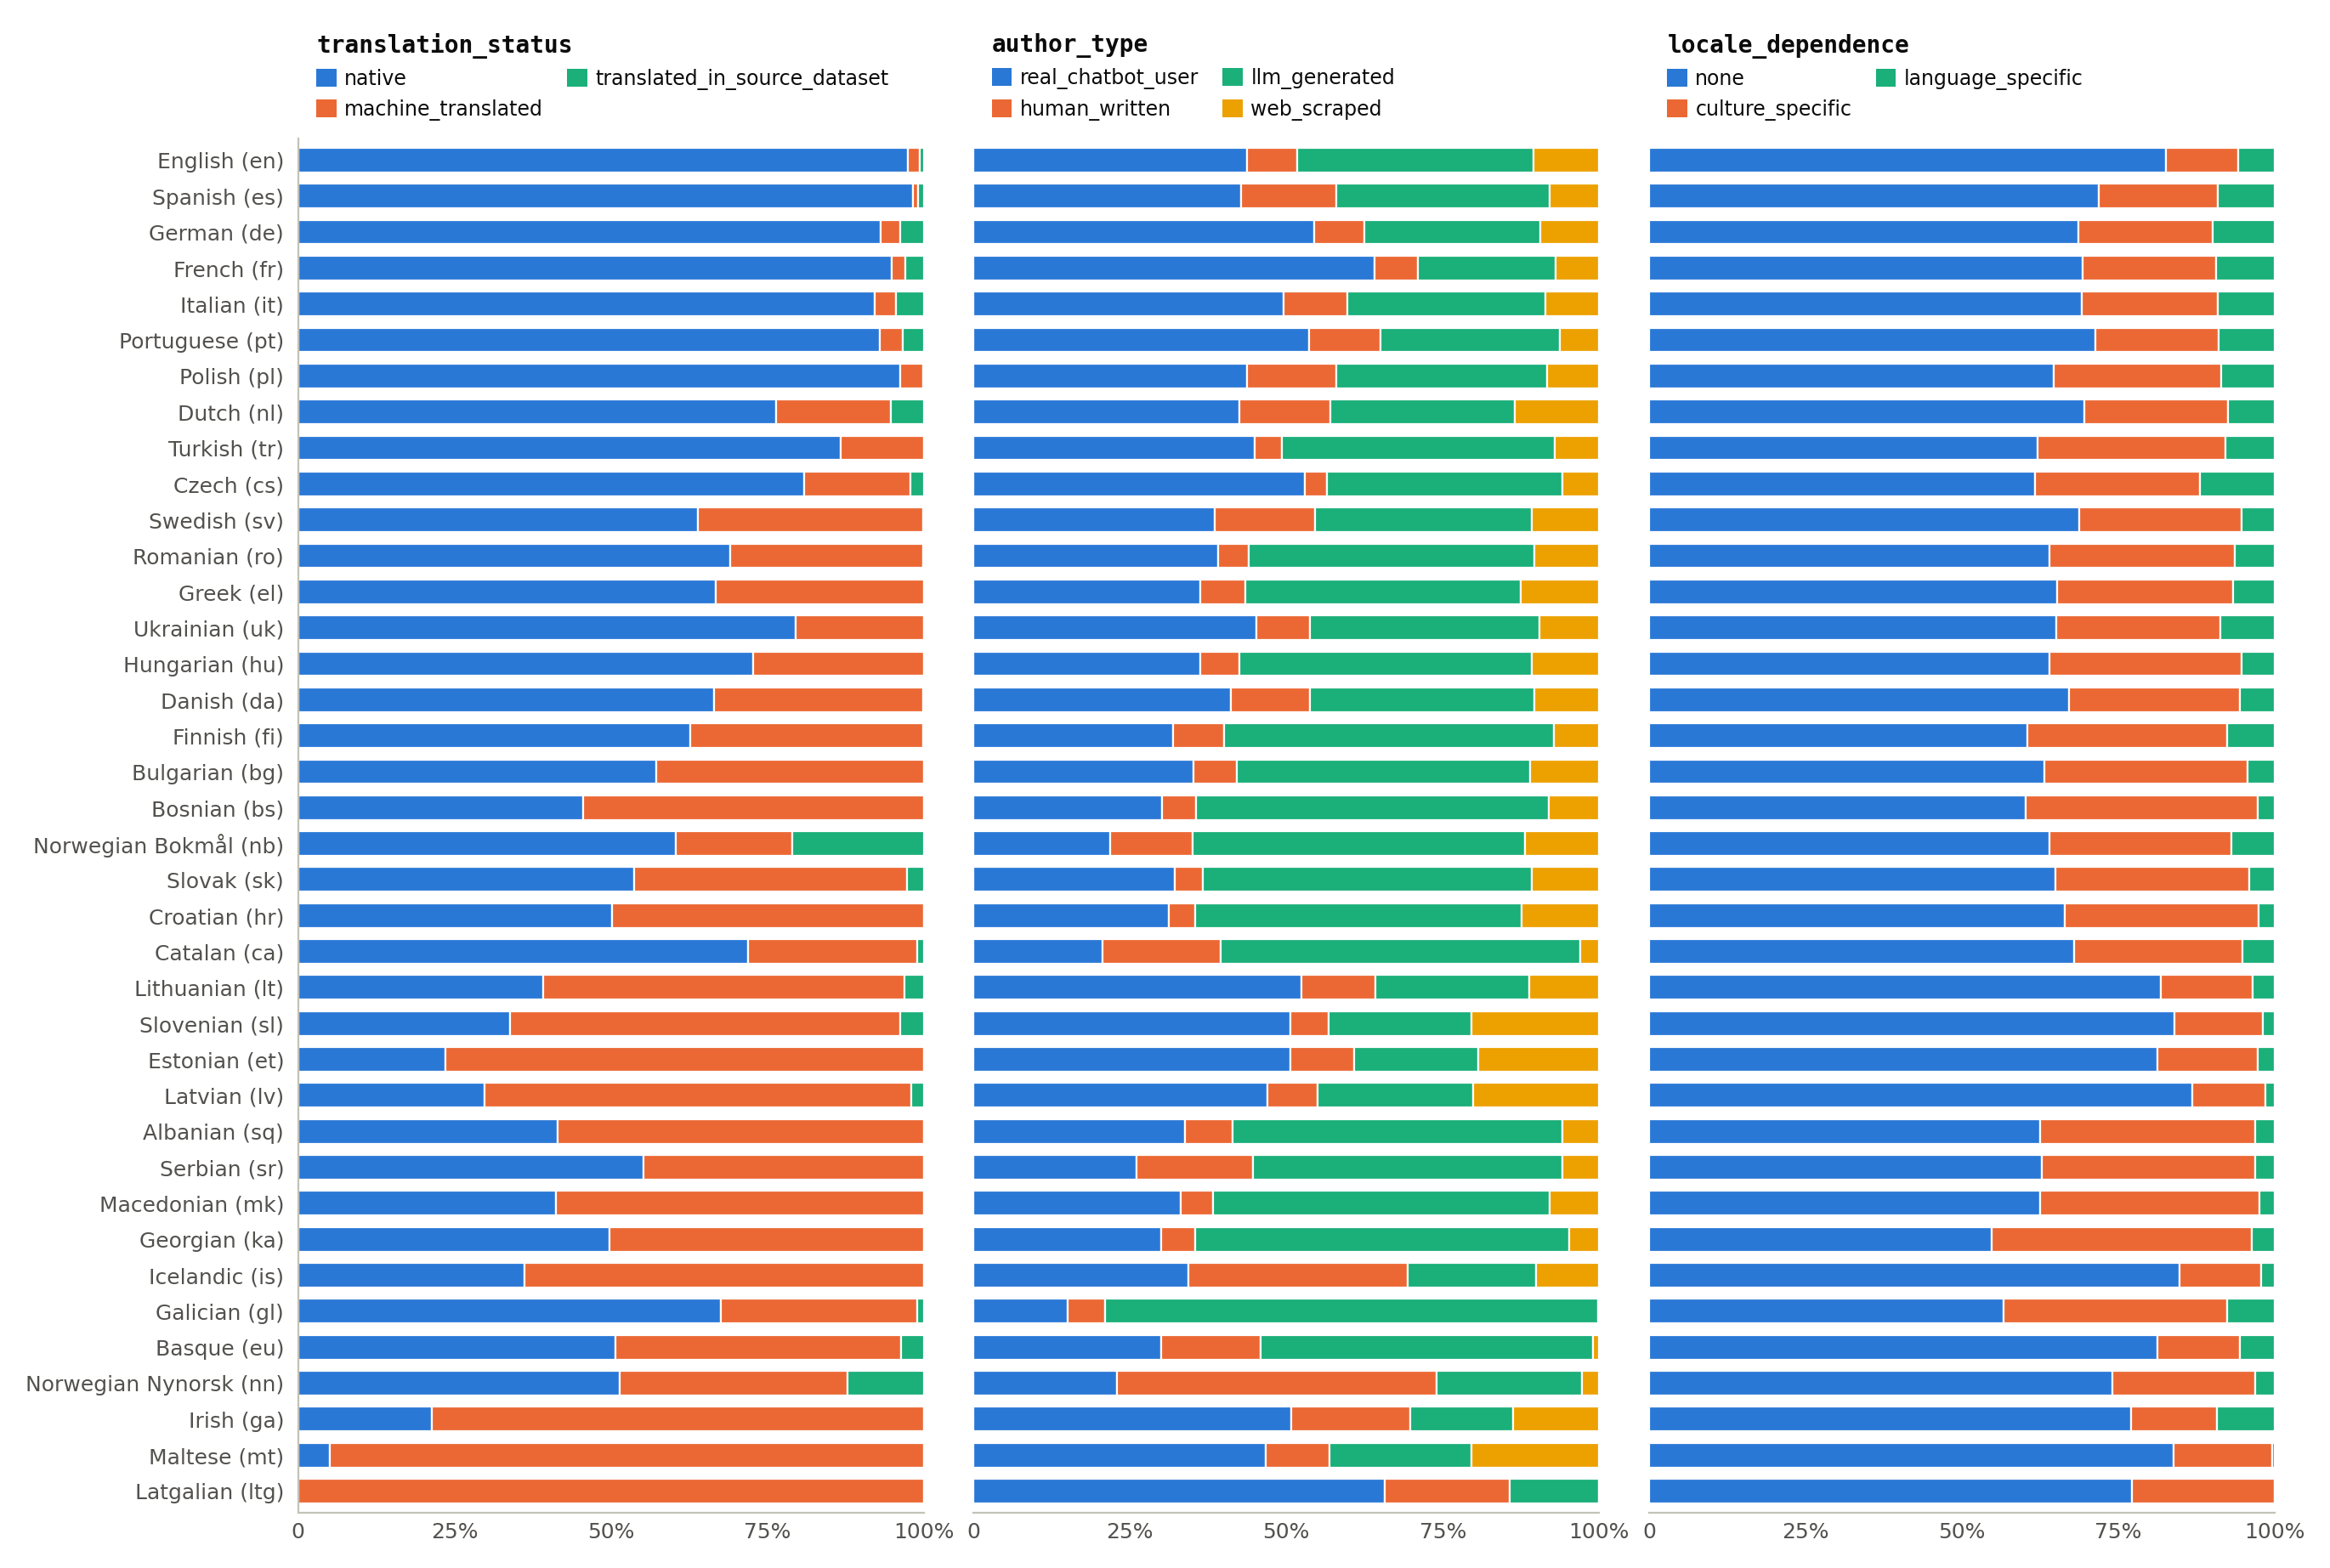 translation_status
native
translated_in_source_dataset
machine_translated
author_type
real_chatbot_user
llm_generated
human_written
web_scraped
locale_dependence
none
language_specific
culture_specific
English (en)
Spanish (es)
German (de)
French (fr)
Italian (it)
Portuguese (pt)
Polish (pl)
Dutch (nl)
Turkish (tr)
Czech (cs)
Swedish (sv)
Romanian (ro)
Greek (el)
Ukrainian (uk)
Hungarian (hu)
Danish (da)
Finnish (fi)
Bulgarian (bg)
Bosnian (bs)
Norwegian Bokmål (nb)
Slovak (sk)
Croatian (hr)
Catalan (ca)
Lithuanian (lt)
Slovenian (sl)
Estonian (et)
Latvian (lv)
Albanian (sq)
Serbian (sr)
Macedonian (mk)
Georgian (ka)
Icelandic (is)
Galician (gl)
Basque (eu)
Norwegian Nynorsk (nn)
Irish (ga)
Maltese (mt)
Latgalian (ltg)
0 25% 50% 75% 100%
0 25% 50% 75% 100%
0 25% 50% 75% 100%